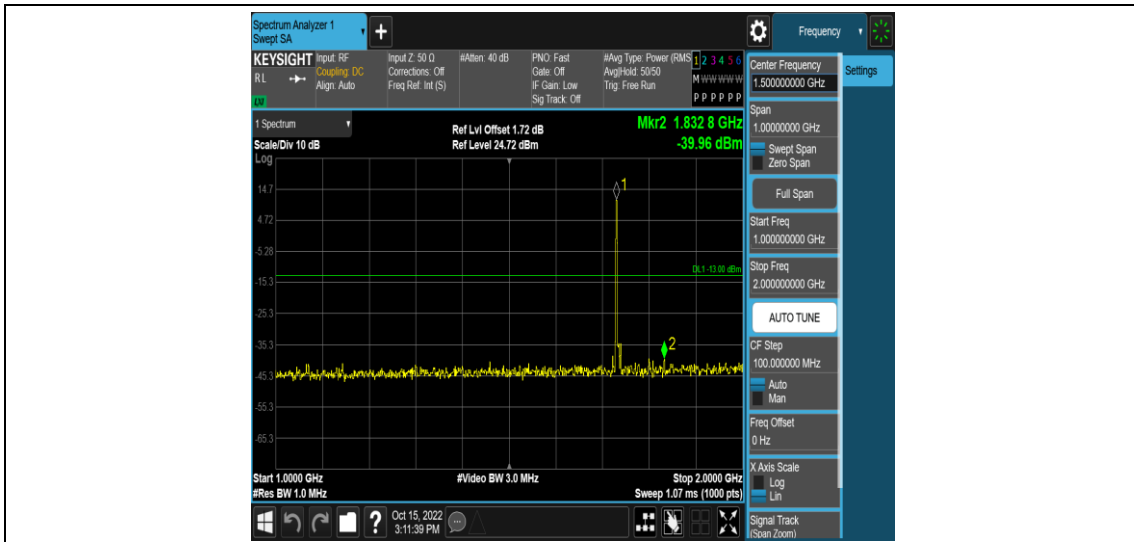 Spectrum Analyzer 1
Swept SA
+
Frequency
KEYSIGHT
RL
LM
Input: RF
Coupling: DC
Align: Auto
Input Z: 50 Ω
Corrections: Off
Freq Ref: Int (S)
#Atten: 40 dB
PNO: Fast
Gate: Off
IF Gain: Low
Sig Track: Off
#Avg Type: Power (RMS
Avg|Hold: 50/50
Trig: Free Run
1 2 3 4 5 6
M W W W W W
P P P P P P
1 Spectrum
Scale/Div 10 dB
Log
Ref Lvl Offset 1.72 dB
Ref Level 24.72 dBm
Mkr2 1.832 8 GHz
-39.96 dBm
14.7
4.72
-5.28
-15.3
-25.3
-35.3
-45.3
-55.3
-65.3
1
DL1 -13.00 dBm
2
Start 1.0000 GHz
#Res BW 1.0 MHz
#Video BW 3.0 MHz
Stop 2.0000 GHz
Sweep 1.07 ms (1000 pts)
?
Oct 15, 2022
3:11:39 PM
Center Frequency
1.500000000 GHz
Settings
Span
1.00000000 GHz
Swept Span
Zero Span
Full Span
Start Freq
1.000000000 GHz
Stop Freq
2.000000000 GHz
AUTO TUNE
CF Step
100.000000 MHz
Auto
Man
Freq Offset
0 Hz
X Axis Scale
Log
Lin
Signal Track
(Span Zoom)